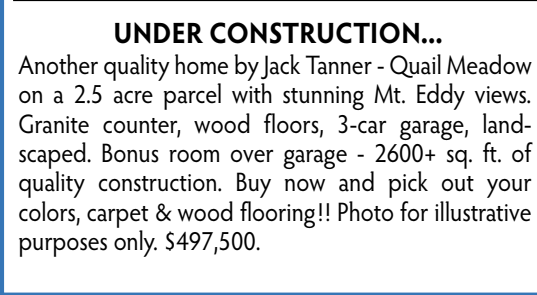 UNDER CONSTRUCTION...
Another quality home by Jack Tanner - Quail Meadow
on a 2.5 acre parcel with stunning Mt. Eddy views.
Granite counter, wood floors, 3-car garage, land-
scaped. Bonus room over garage - 2600+ sq. ft. of
quality construction. Buy now and pick out your
colors, carpet & wood flooring!! Photo for illustrative
purposes only. $497,500.